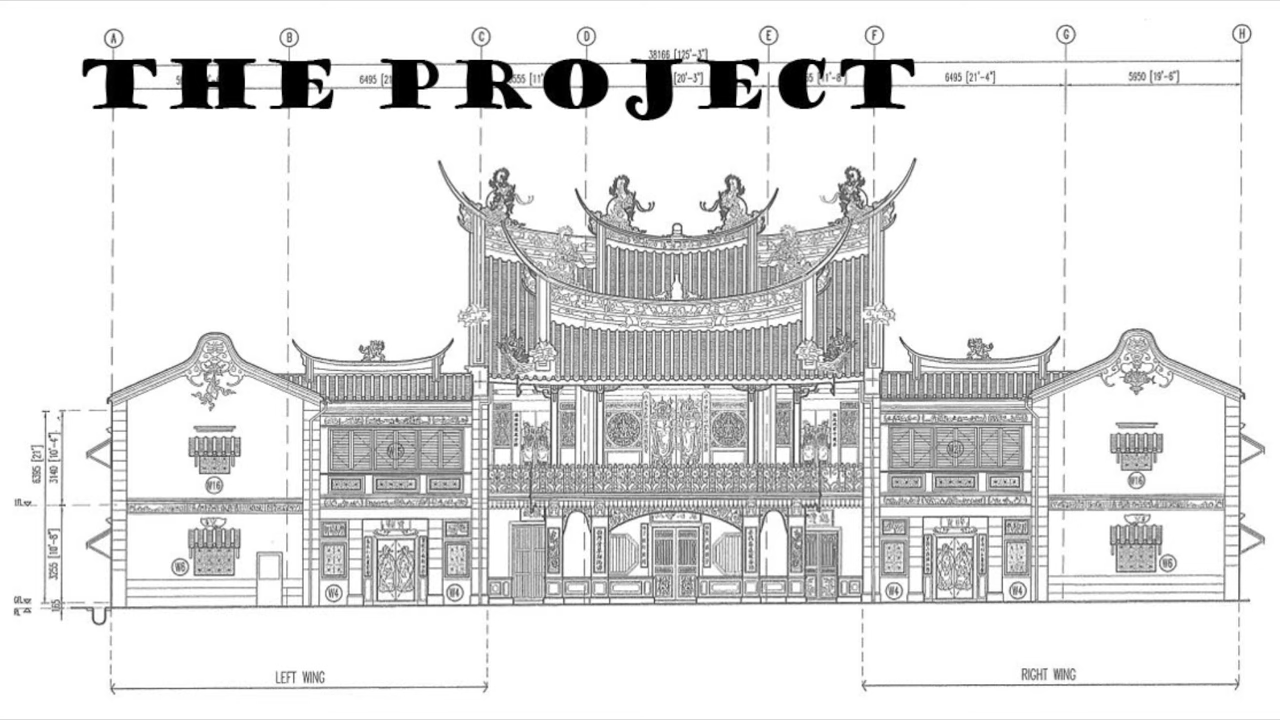 A B C D E F G H
38166 [125'-3"]
THE PROJECT
6495 [21'-4"] 5950 [19'-6"]
6395 [21']
3140 [10'-4"]
W16
W16
3255 [10'-8"]
W6
W6
W4 W4 W4 W4
LEFT WING
RIGHT WING